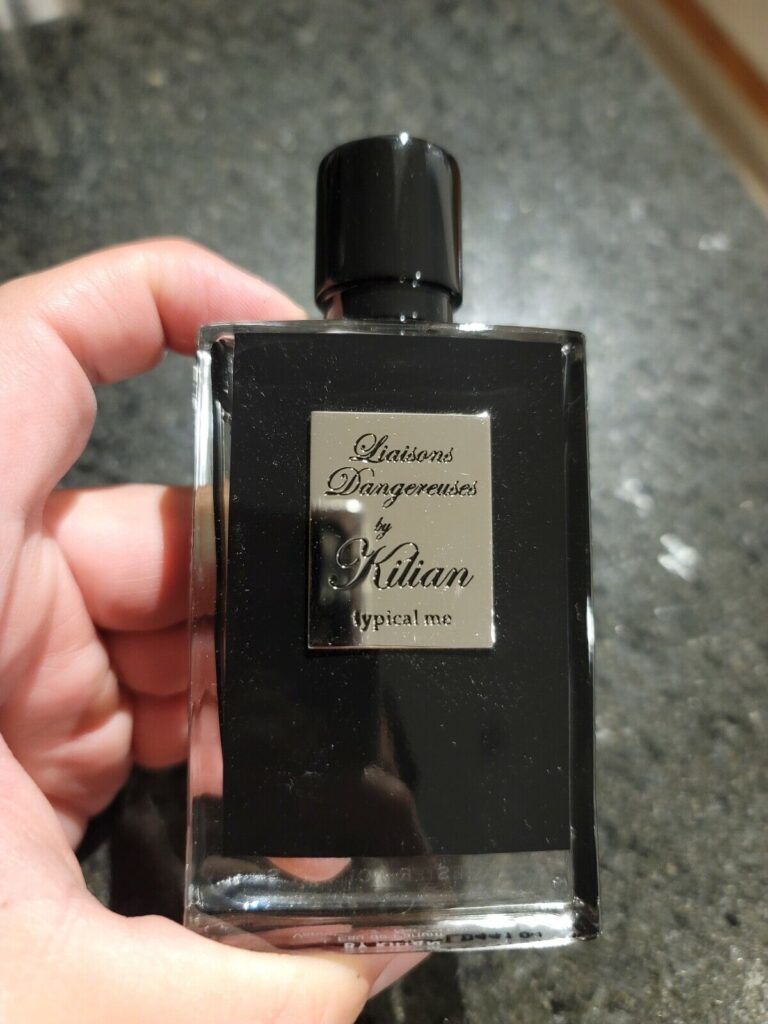 Liaisons
Dangereuses
by
Kilian
typical me